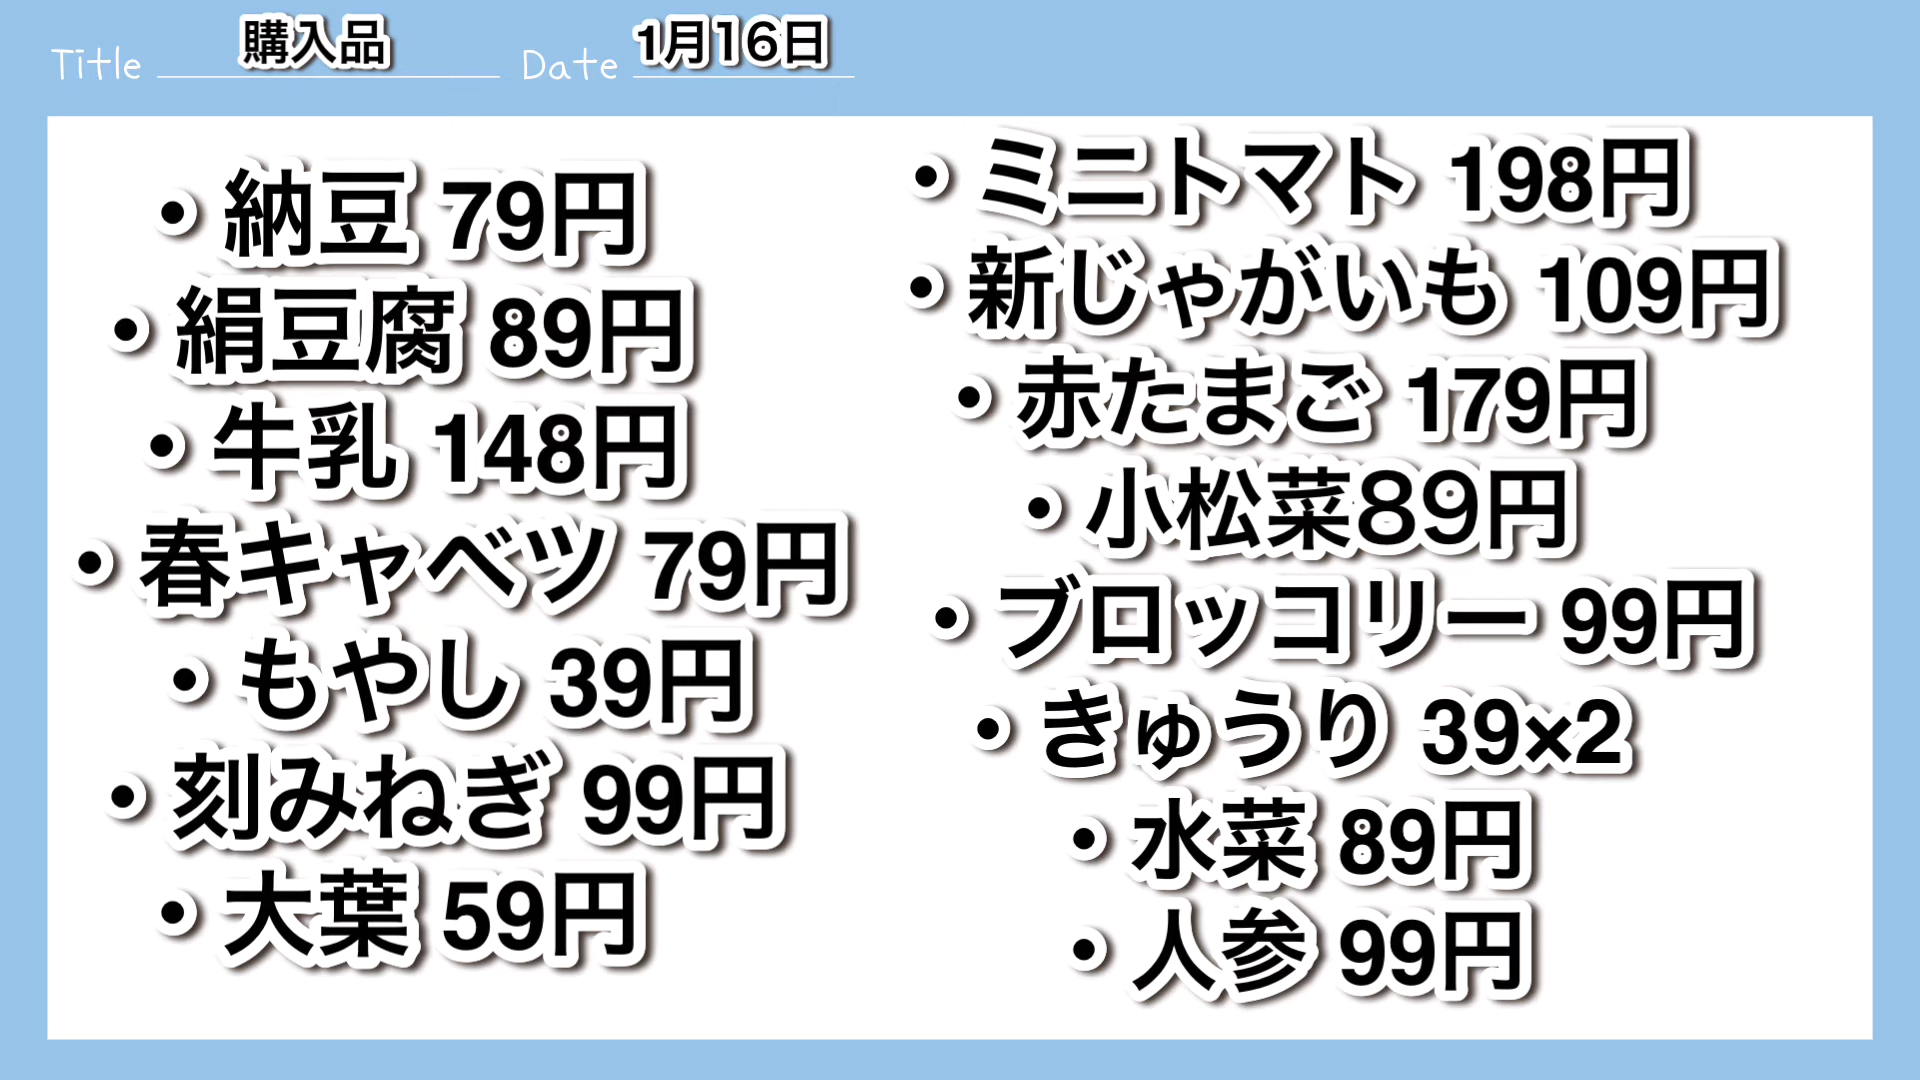 Title 購入品 Date 1月16日
・納豆 79円
・絹豆腐 89円
・牛乳 148円
・春キャベツ 79円
・もやし 39円
・刻みねぎ 99円
・大葉 59円
・ミニトマト 198円
・新じゃがいも 109円
・赤たまご 179円
・小松菜89円
・ブロッコリー 99円
・きゅうり 39×2
・水菜 89円
・人参 99円